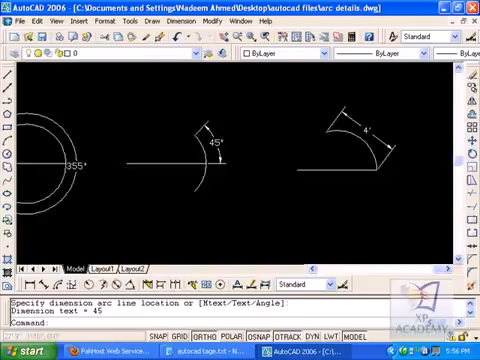 AutoCAD 2006 - [C:\Documents and Settings\Nadeem Ahmed\Desktop\autocad files\arc details.dwg]
File Edit View Insert Format Tools Draw Dimension Modify Window Help
Standard
0
ByLayer
ByLayer
355°
45°
4'
Model Layout1 Layout2
Standard
Specify dimension arc line location or [Mtext/Text/Angle]:
Dimension text = 45
Command:
XP
ACADEMY
SNAP GRID ORTHO POLAR OSNAP OTRACK DYN LWT MODEL
start
5:56 PM